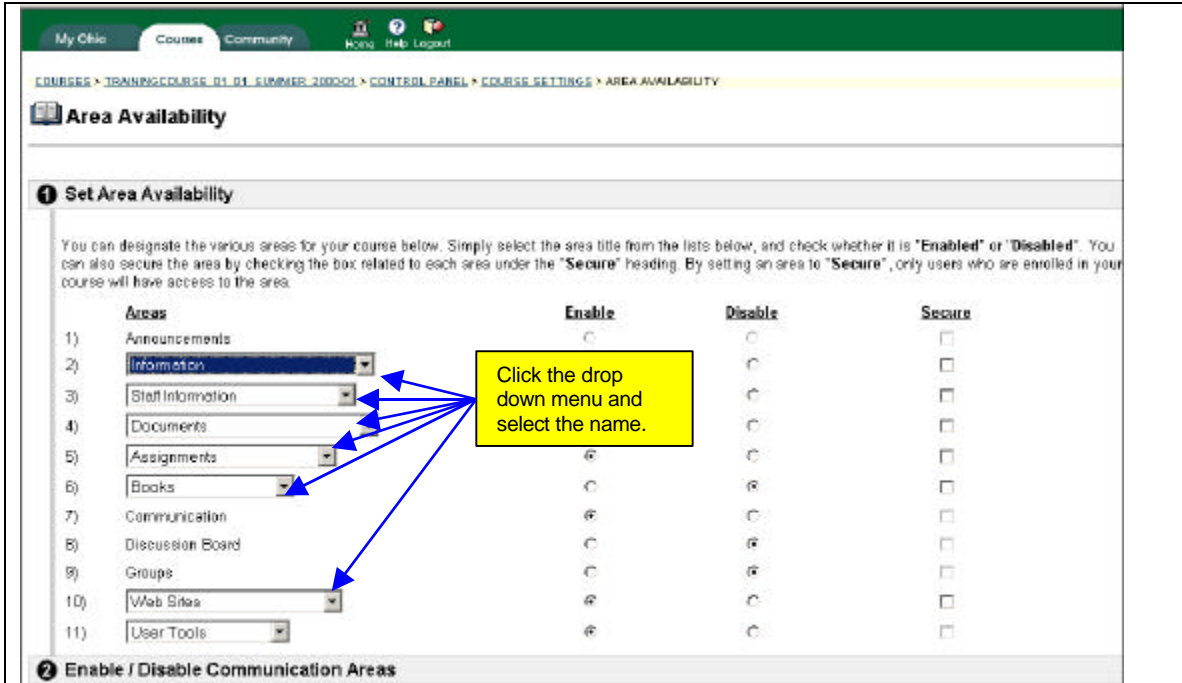 My Ohio Courses Community Home Help Logout
COURSES > TRAININGCOURSE_01_01_SUMMER_2000-01 > CONTROL PANEL > COURSE SETTINGS > AREA AVAILABILITY
Area Availability
1 Set Area Availability
You can designate the various areas for your course below. Simply select the area title from the lists below, and check whether it is "Enabled" or "Disabled". You
can also secure the area by checking the box related to each area under the "Secure" heading. By setting an area to "Secure", only users who are enrolled in your
course will have access to the area.
Areas Enable Disable Secure
1) Announcements
2) Information
3) Staff Information
4) Documents
5) Assignments
6) Books
7) Communication
8) Discussion Board
9) Groups
10) Web Sites
11) User Tools
Click the drop
down menu and
select the name.
2 Enable / Disable Communication Areas